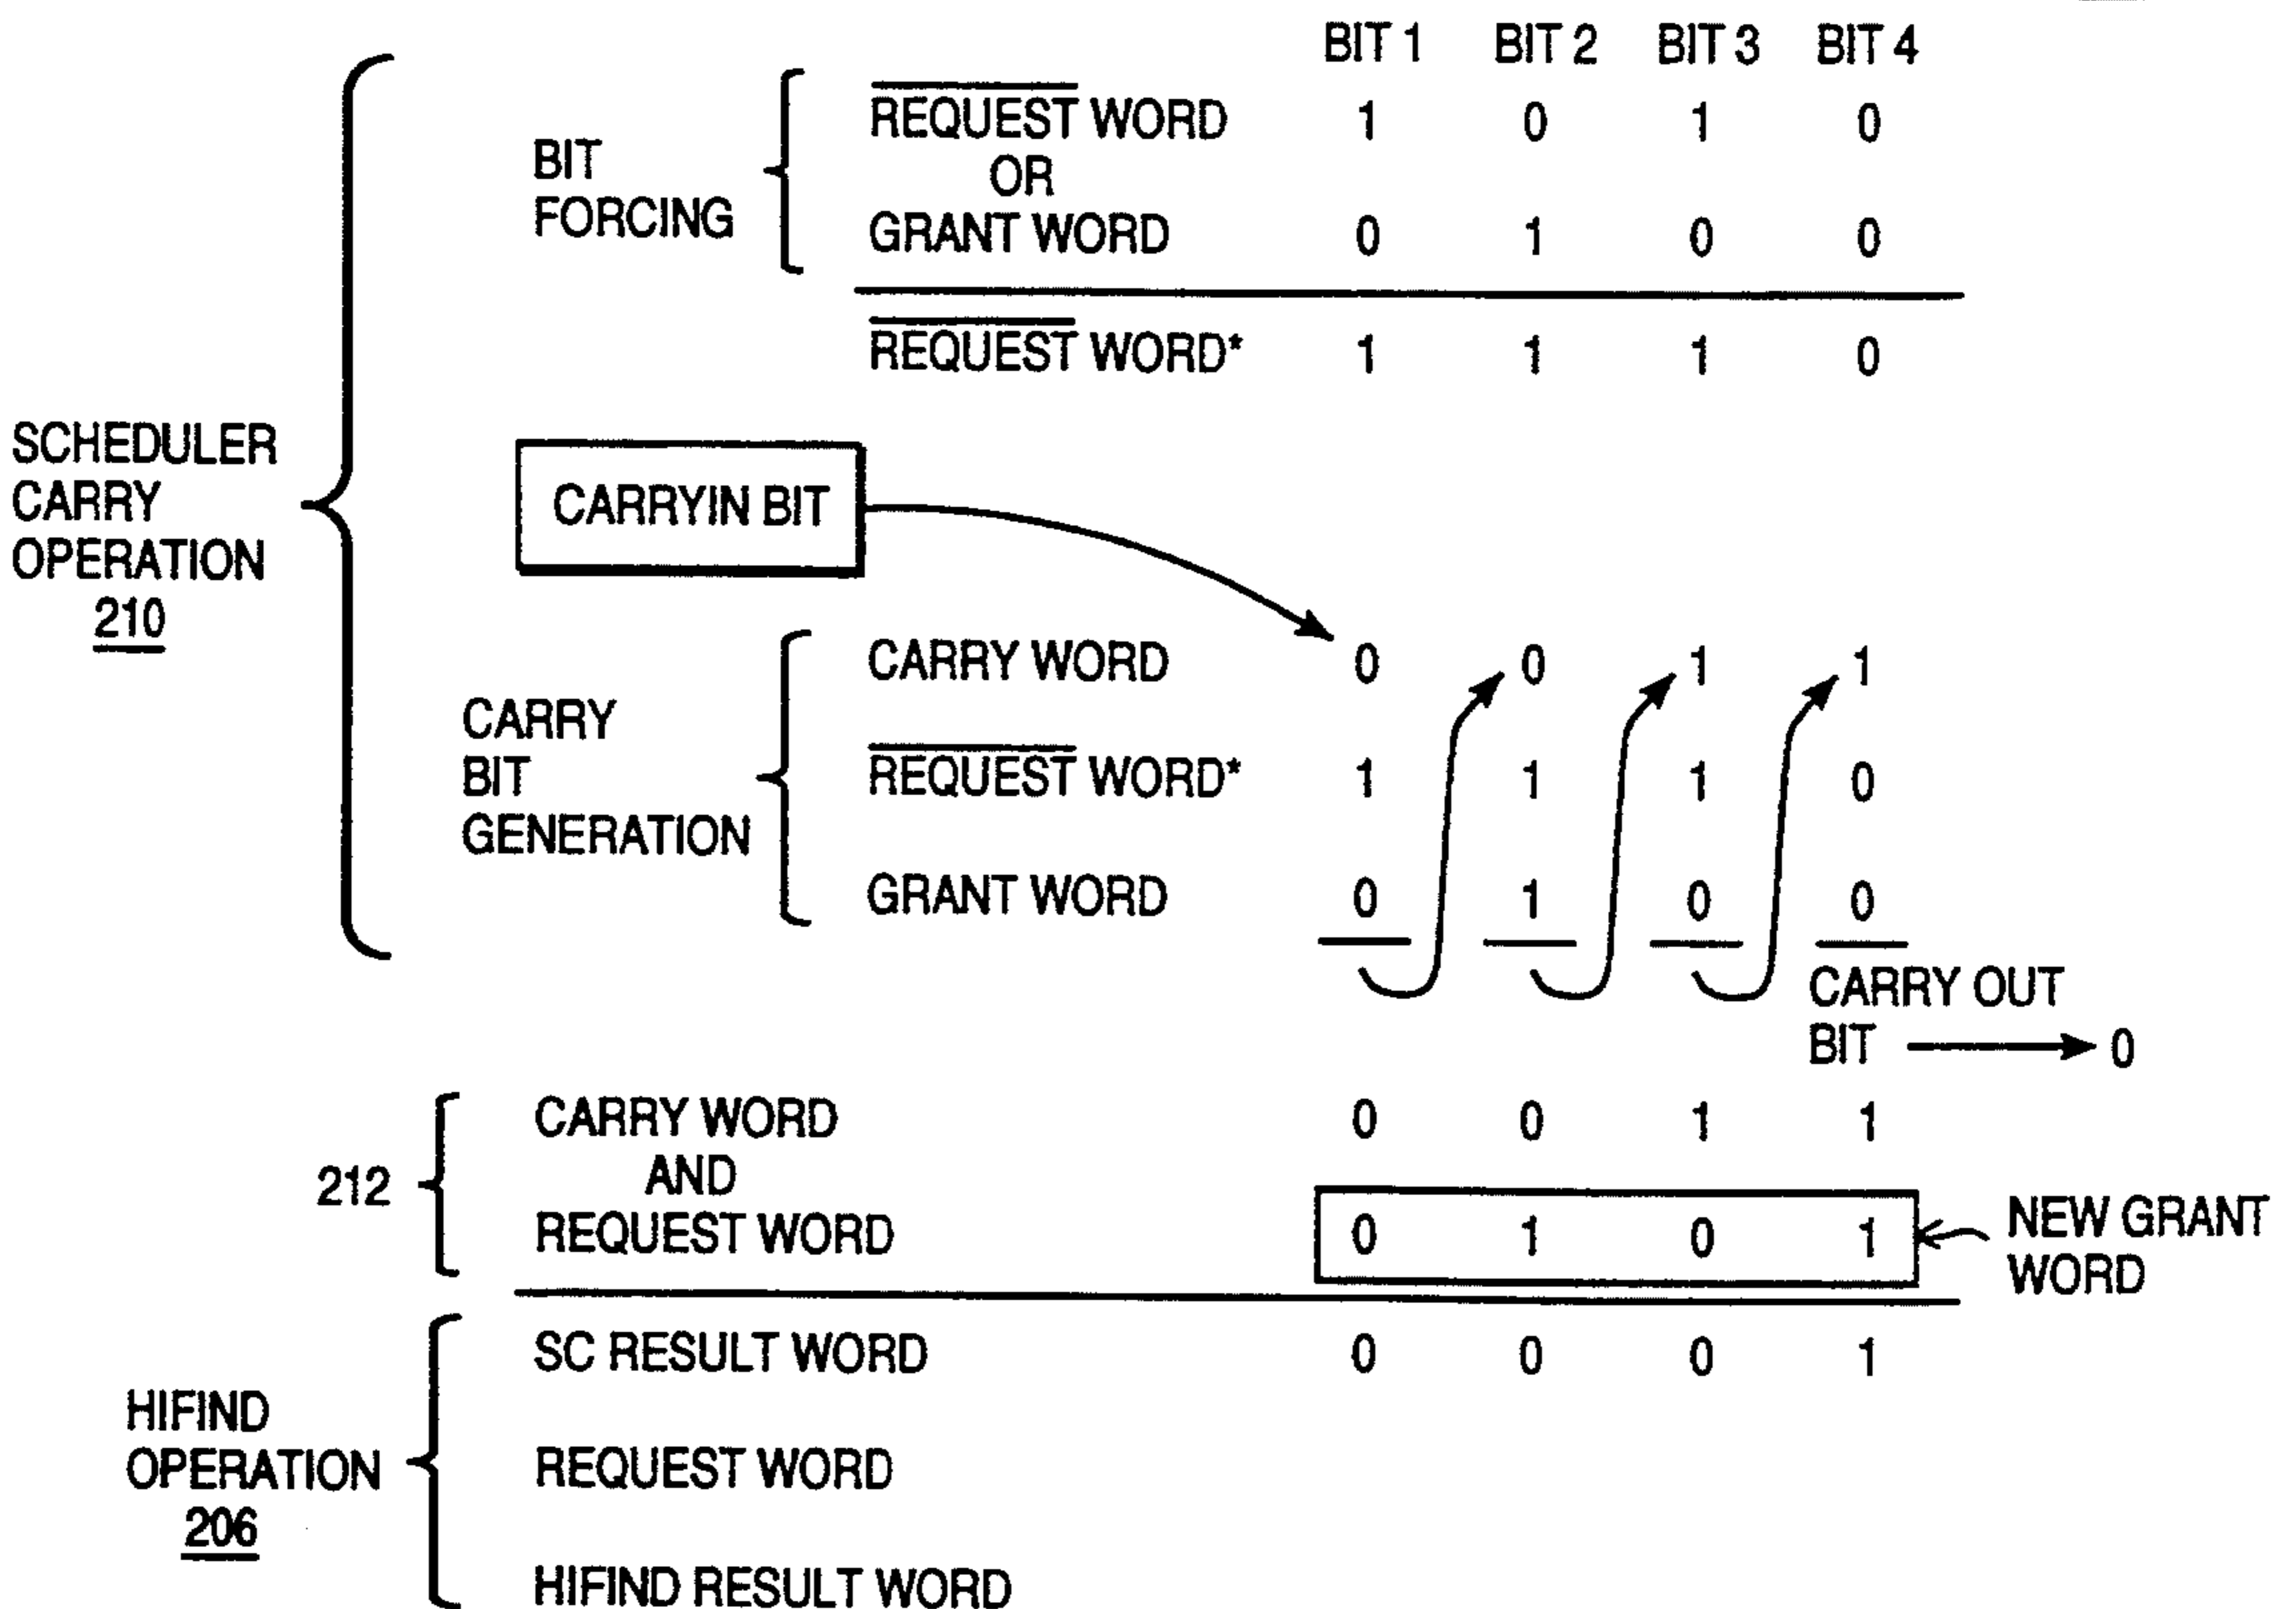 BIT 1 BIT 2 BIT 3 BIT 4
REQUEST WORD 1 0 1 0
BIT
FORCING
OR
GRANT WORD 0 1 0 0
REQUEST WORD* 1 1 1 0
SCHEDULER
CARRY
OPERATION
210
CARRYIN BIT
CARRY WORD 0 0 1 1
CARRY
BIT
GENERATION
REQUEST WORD* 1 1 1 0
GRANT WORD 0 1 0 0
CARRY OUT
BIT 0
212
CARRY WORD 0 0 1 1
AND
REQUEST WORD 0 1 0 1
NEW GRANT
WORD
SC RESULT WORD 0 0 0 1
HIFIND
OPERATION
206
REQUEST WORD
HIFIND RESULT WORD